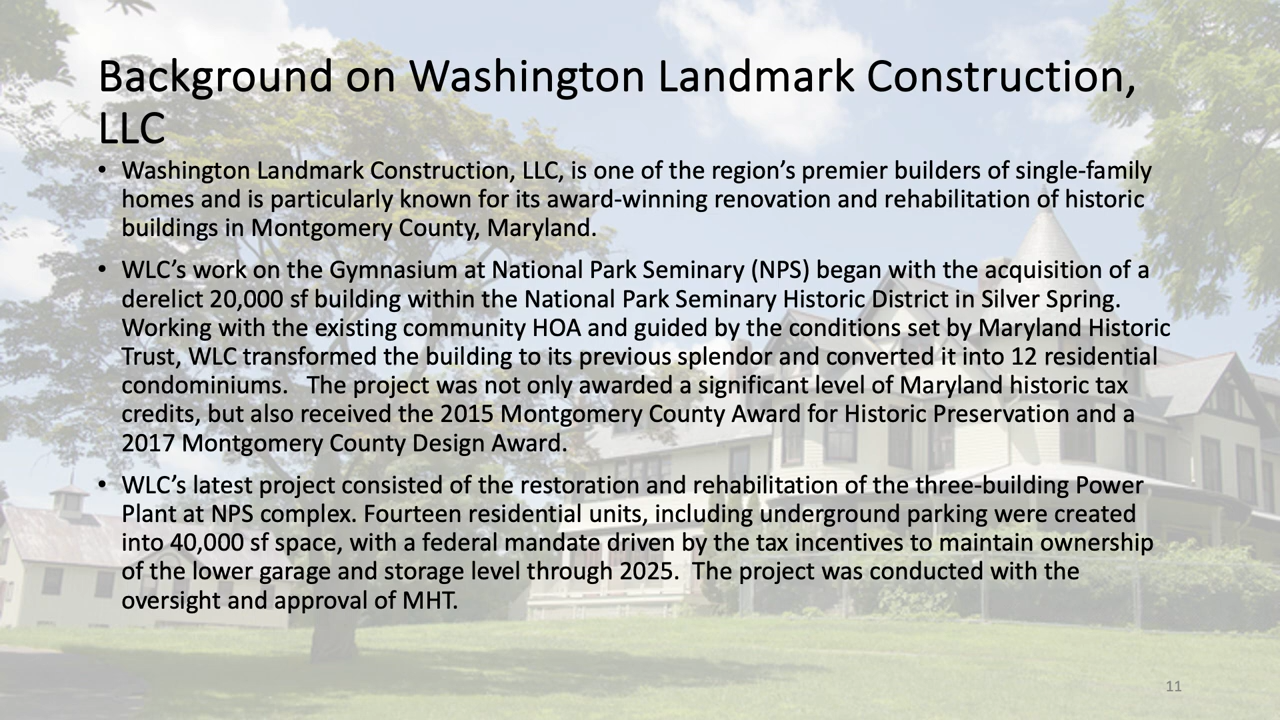 Background on Washington Landmark Construction,
LLC
• Washington Landmark Construction, LLC, is one of the region’s premier builders of single-family
homes and is particularly known for its award-winning renovation and rehabilitation of historic
buildings in Montgomery County, Maryland.
• WLC’s work on the Gymnasium at National Park Seminary (NPS) began with the acquisition of a
derelict 20,000 sf building within the National Park Seminary Historic District in Silver Spring.
Working with the existing community HOA and guided by the conditions set by Maryland Historic
Trust, WLC transformed the building to its previous splendor and converted it into 12 residential
condominiums.   The project was not only awarded a significant level of Maryland historic tax
credits, but also received the 2015 Montgomery County Award for Historic Preservation and a
2017 Montgomery County Design Award.
• WLC’s latest project consisted of the restoration and rehabilitation of the three-building Power
Plant at NPS complex. Fourteen residential units, including underground parking were created
into 40,000 sf space, with a federal mandate driven by the tax incentives to maintain ownership
of the lower garage and storage level through 2025.  The project was conducted with the
oversight and approval of MHT.
11